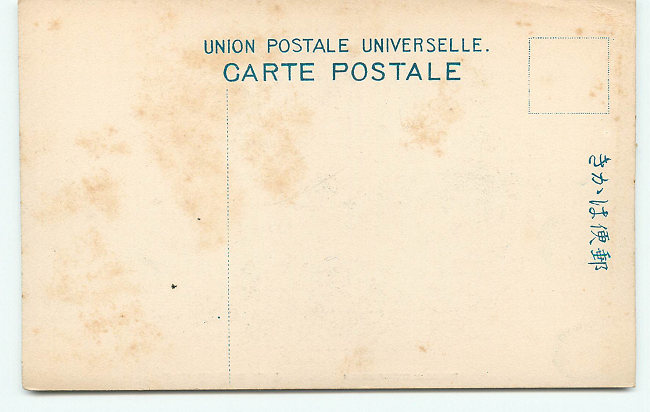 UNION POSTALE UNIVERSELLE.
CARTE POSTALE
きかは便郵